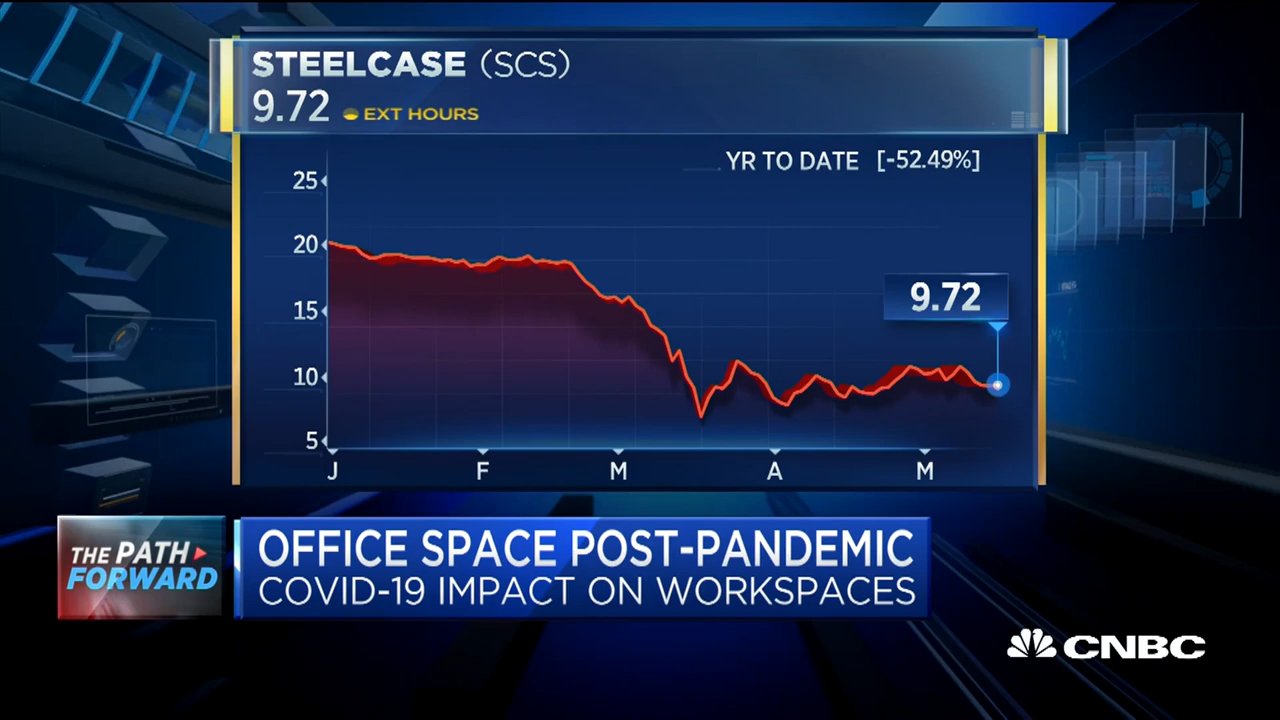 STEELCASE (SCS)
9.72 EXT HOURS
YR TO DATE [-52.49%]
25
20
15
10
5
9.72
J F M A M
THE PATH
FORWARD
OFFICE SPACE POST-PANDEMIC
COVID-19 IMPACT ON WORKSPACES
CNBC